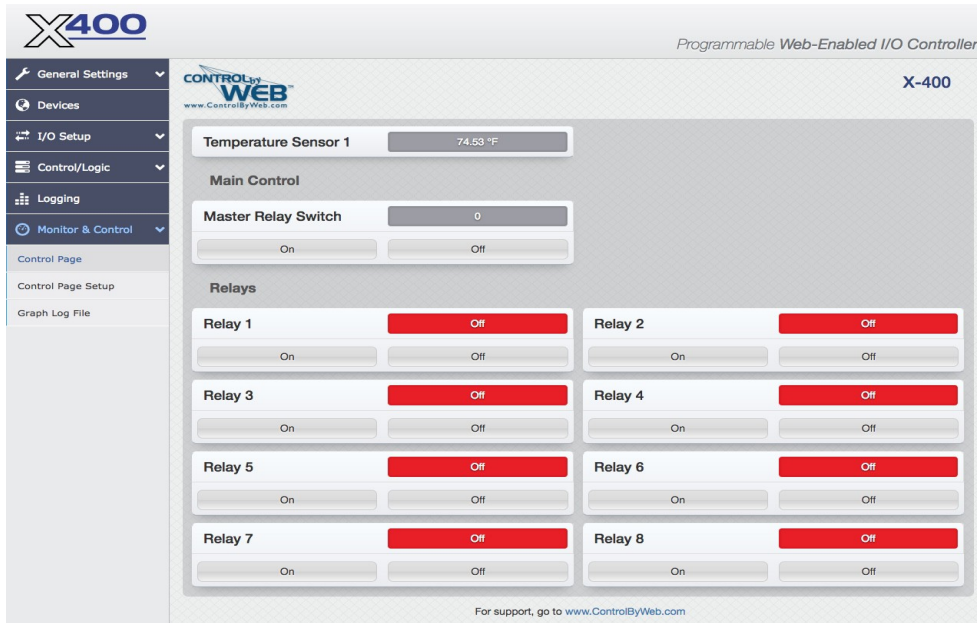 X400
Programmable Web-Enabled I/O Controller
General Settings
Devices
I/O Setup
Control/Logic
Logging
Monitor & Control
Control Page
Control Page Setup
Graph Log File
CONTROLby
WEB™
www.ControlByWeb.com
X-400
Temperature Sensor 1 74.53 °F
Main Control
Master Relay Switch 0
On Off
Relays
Relay 1 Off Relay 2 Off
On Off On Off
Relay 3 Off Relay 4 Off
On Off On Off
Relay 5 Off Relay 6 Off
On Off On Off
Relay 7 Off Relay 8 Off
On Off On Off
For support, go to www.ControlByWeb.com